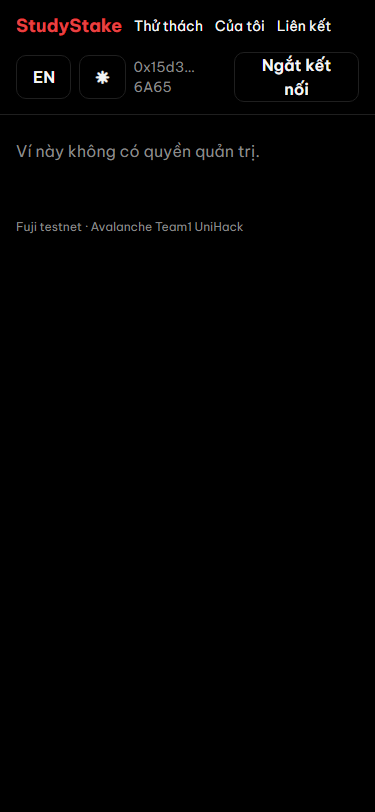 StudyStake Thử thách Của tôi Liên kết
EN 0x15d3... Ngắt kết
6A65 nối
Ví này không có quyền quản trị.
Fuji testnet · Avalanche Team1 UniHack